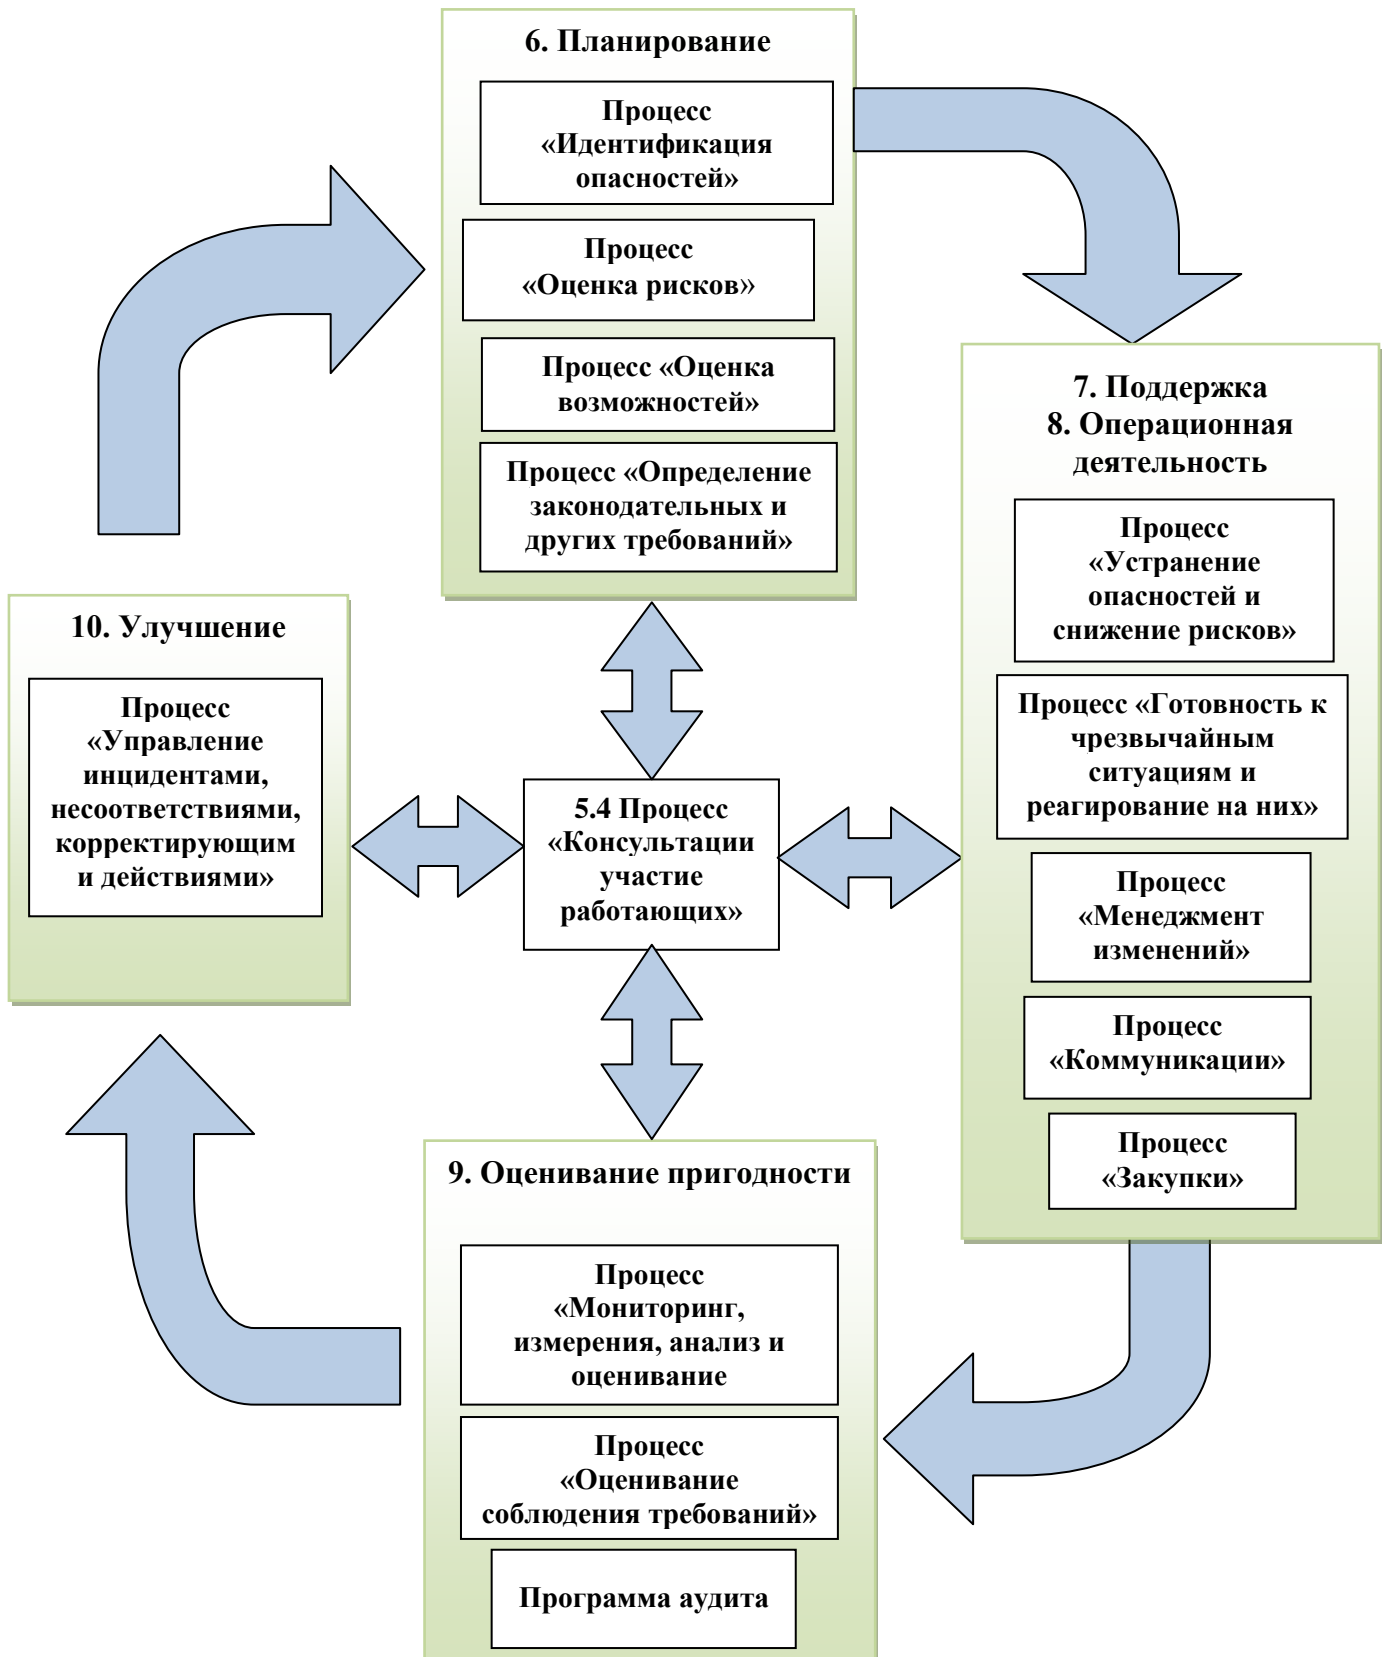 6. Планирование
Процесс
«Идентификация
опасностей»
Процесс
«Оценка рисков»
Процесс «Оценка
возможностей»
Процесс «Определение
законодательных и
других требований»
7. Поддержка
8. Операционная
деятельность
Процесс
«Устранение
опасностей и
снижение рисков»
Процесс «Готовность к
чрезвычайным
ситуациям и
реагирование на них»
Процесс
«Менеджмент
изменений»
Процесс
«Коммуникации»
Процесс
«Закупки»
10. Улучшение
Процесс
«Управление
инцидентами,
несоответствиями,
корректирующим
и действиями»
5.4 Процесс
«Консультации
участие
работающих»
9. Оценивание пригодности
Процесс
«Мониторинг,
измерения, анализ и
оценивание
Процесс
«Оценивание
соблюдения требований»
Программа аудита